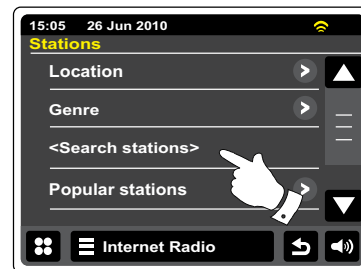 15:05 26 Jun 2010
Stations
Location
Genre
<Search stations>
Popular stations
Internet Radio